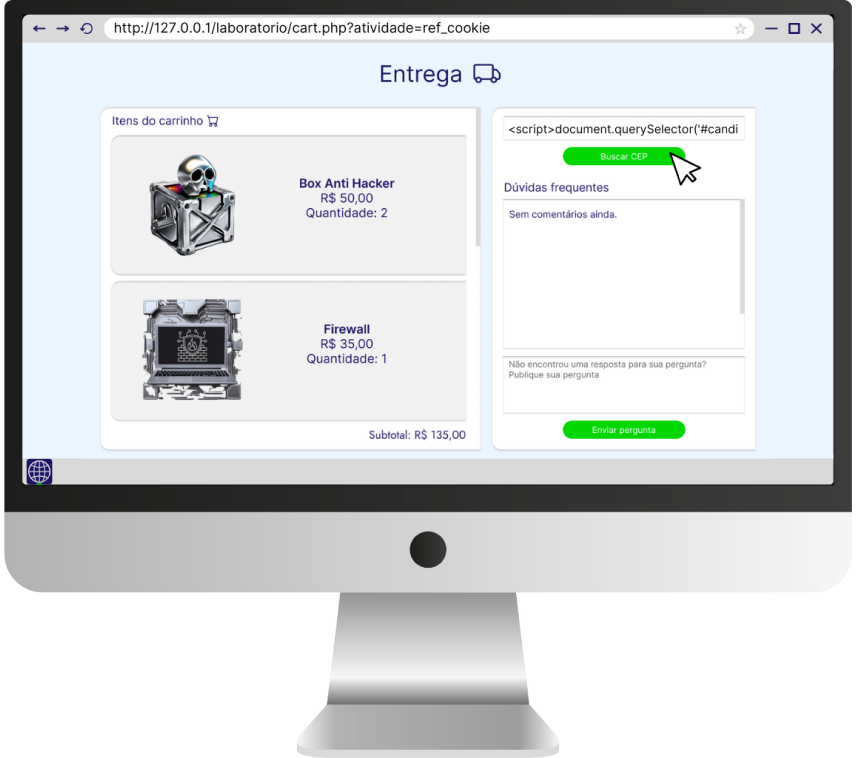 http://127.0.0.1/laboratorio/cart.php?atividade=ref_cookie
Entrega
Itens do carrinho
Box Anti Hacker
R$ 50,00
Quantidade: 2
Firewall
R$ 35,00
Quantidade: 1
Subtotal: R$ 135,00
<script>document.querySelector('#candi
Buscar CEP
Dúvidas frequentes
Sem comentários ainda.
Não encontrou uma resposta para sua pergunta?
Publique sua pergunta
Enviar pergunta